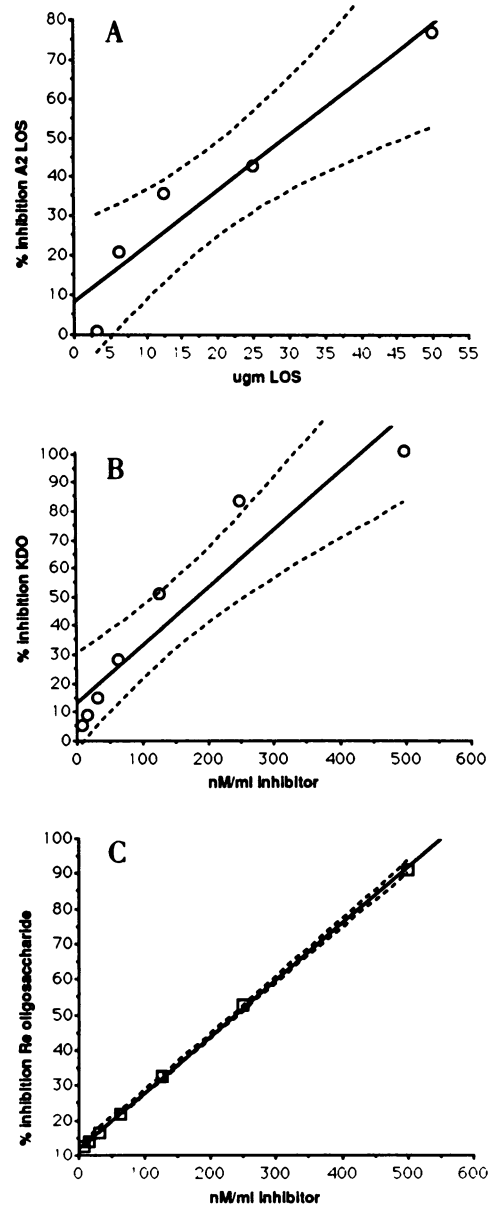 A
80
70
60
50
40
30
20
10
0
% inhibition A2 LOS
0 5 10 15 20 25 30 35 40 45 50 55
ugm LOS
B
100
90
80
70
60
50
40
30
20
10
0
% inhibition KDO
0 100 200 300 400 500 600
nM/ml inhibitor
C
100
90
80
70
60
50
40
30
20
10
% inhibition Re oligosaccharide
0 100 200 300 400 500 600
nM/ml inhibitor